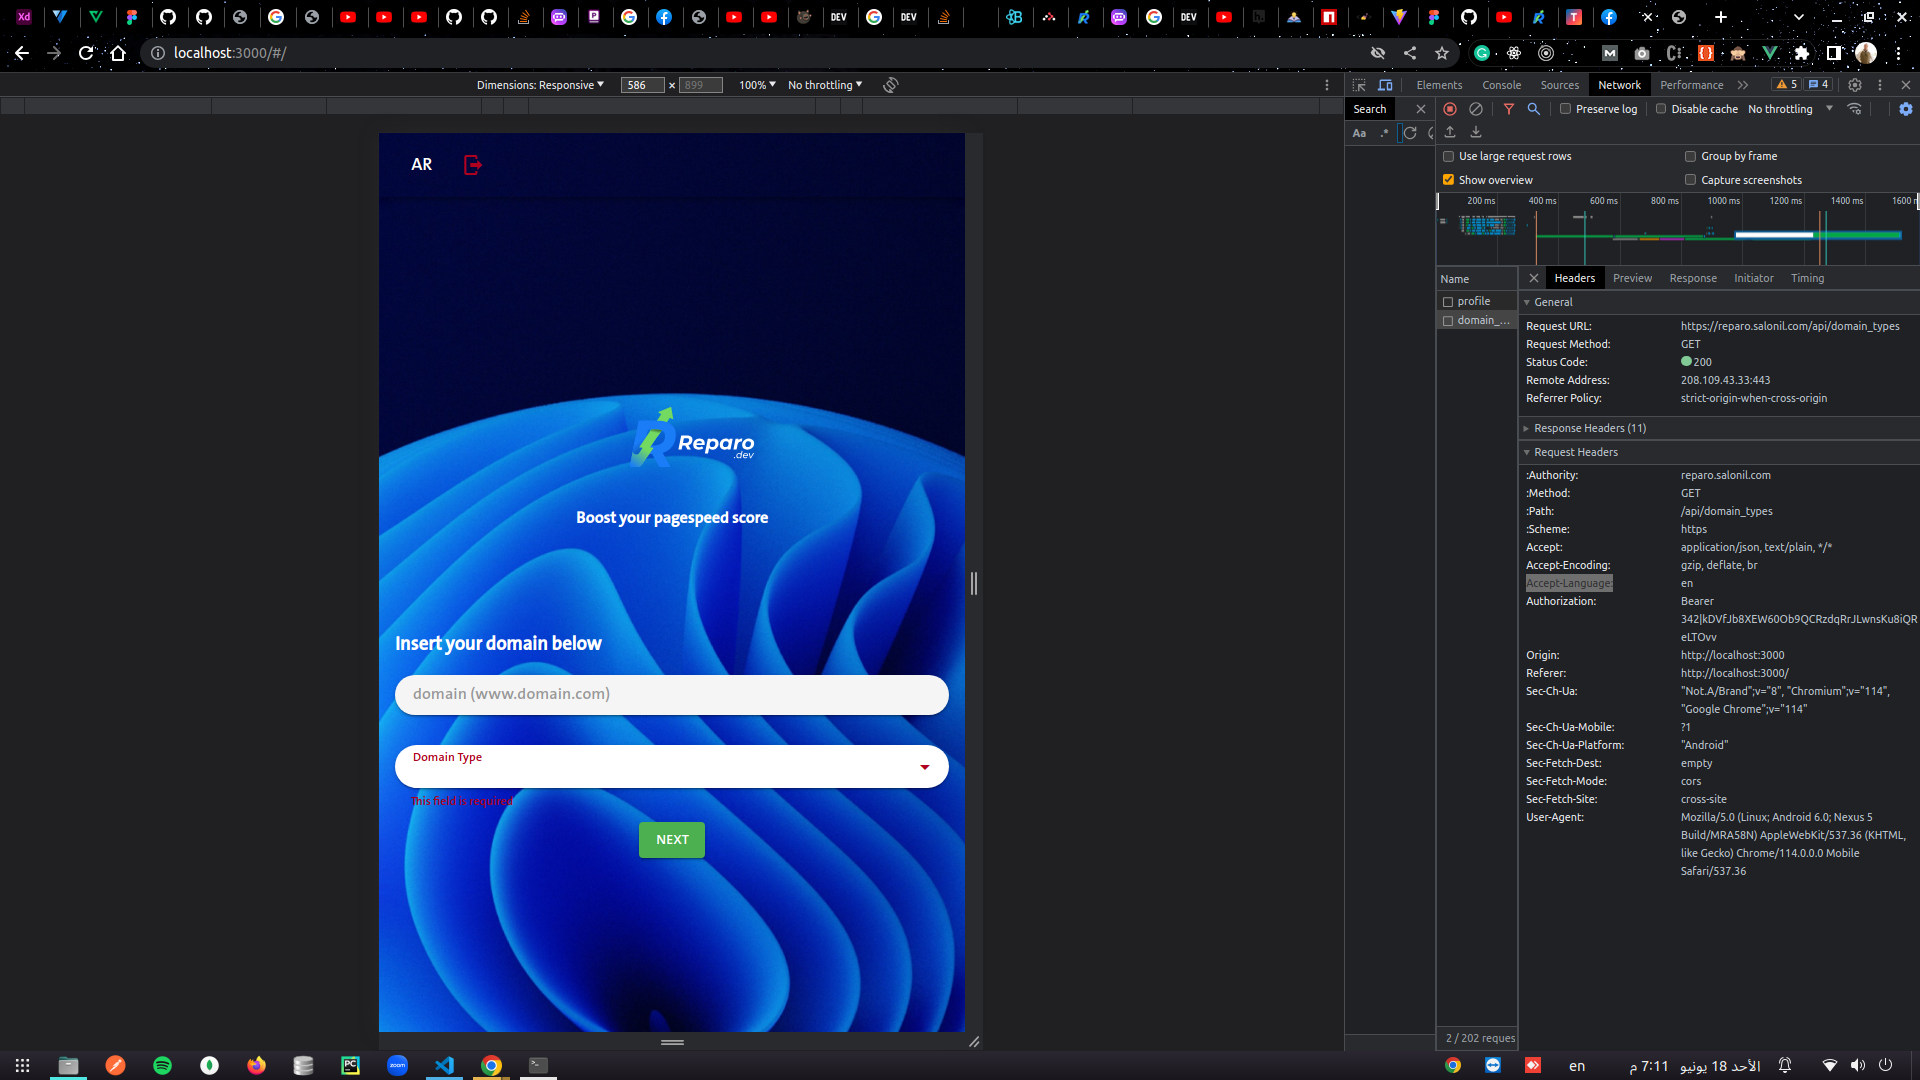 Xd
DEV
DEV
DEV
T
localhost:3000/#/
Dimensions: Responsive
586
×
899
100%
No throttling
Elements
Console
Sources
Network
Performance
5
4
Search
Aa
.*
Preserve log
Disable cache
No throttling
Use large request rows
Group by frame
Show overview
Capture screenshots
200 ms
400 ms
600 ms
800 ms
1000 ms
1200 ms
1400 ms
Name
profile
domain_...
Headers
Preview
Response
Initiator
Timing
General
Request URL: https://reparo.salonil.com/api/domain_types
Request Method: GET
Status Code: 200
Remote Address: 208.109.43.33:443
Referrer Policy: strict-origin-when-cross-origin
Response Headers (11)
Request Headers
:Authority: reparo.salonil.com
:Method: GET
:Path: /api/domain_types
:Scheme: https
Accept: application/json, text/plain, */*
Accept-Encoding: gzip, deflate, br
Accept-Language: en
Authorization: Bearer
342|kDVfJb8XEW60Ob9QCRzdqRrJLwnsKu8iQR
eLTOvv
Origin: http://localhost:3000
Referer: http://localhost:3000/
Sec-Ch-Ua: "Not.A/Brand";v="8", "Chromium";v="114",
"Google Chrome";v="114"
Sec-Ch-Ua-Mobile: ?1
Sec-Ch-Ua-Platform: "Android"
Sec-Fetch-Dest: empty
Sec-Fetch-Mode: cors
Sec-Fetch-Site: cross-site
User-Agent: Mozilla/5.0 (Linux; Android 6.0; Nexus 5
Build/MRA58N) AppleWebKit/537.36 (KHTML,
like Gecko) Chrome/114.0.0.0 Mobile
Safari/537.36
2 / 202 reques
AR
Reparo
.dev
Boost your pagespeed score
Insert your domain below
domain (www.domain.com)
Domain Type
This field is required
NEXT
PC
zoom
en
الأحد 18 يونيو 7:11 م